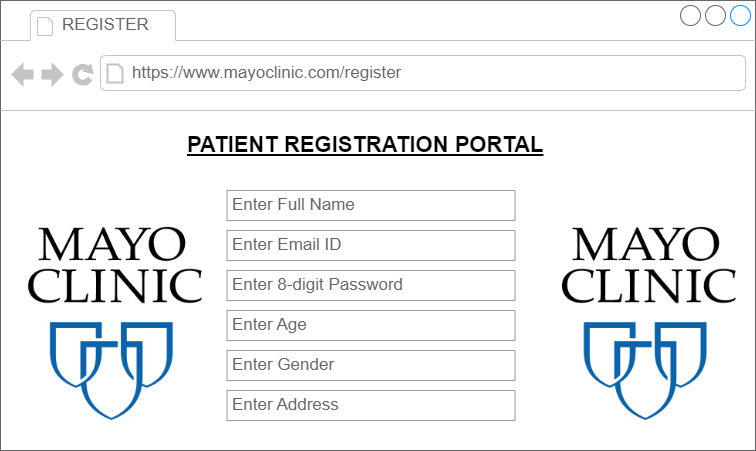 REGISTER
https://www.mayoclinic.com/register
PATIENT REGISTRATION PORTAL
Enter Full Name
Enter Email ID
Enter 8-digit Password
Enter Age
Enter Gender
Enter Address
MAYO
CLINIC
MAYO
CLINIC